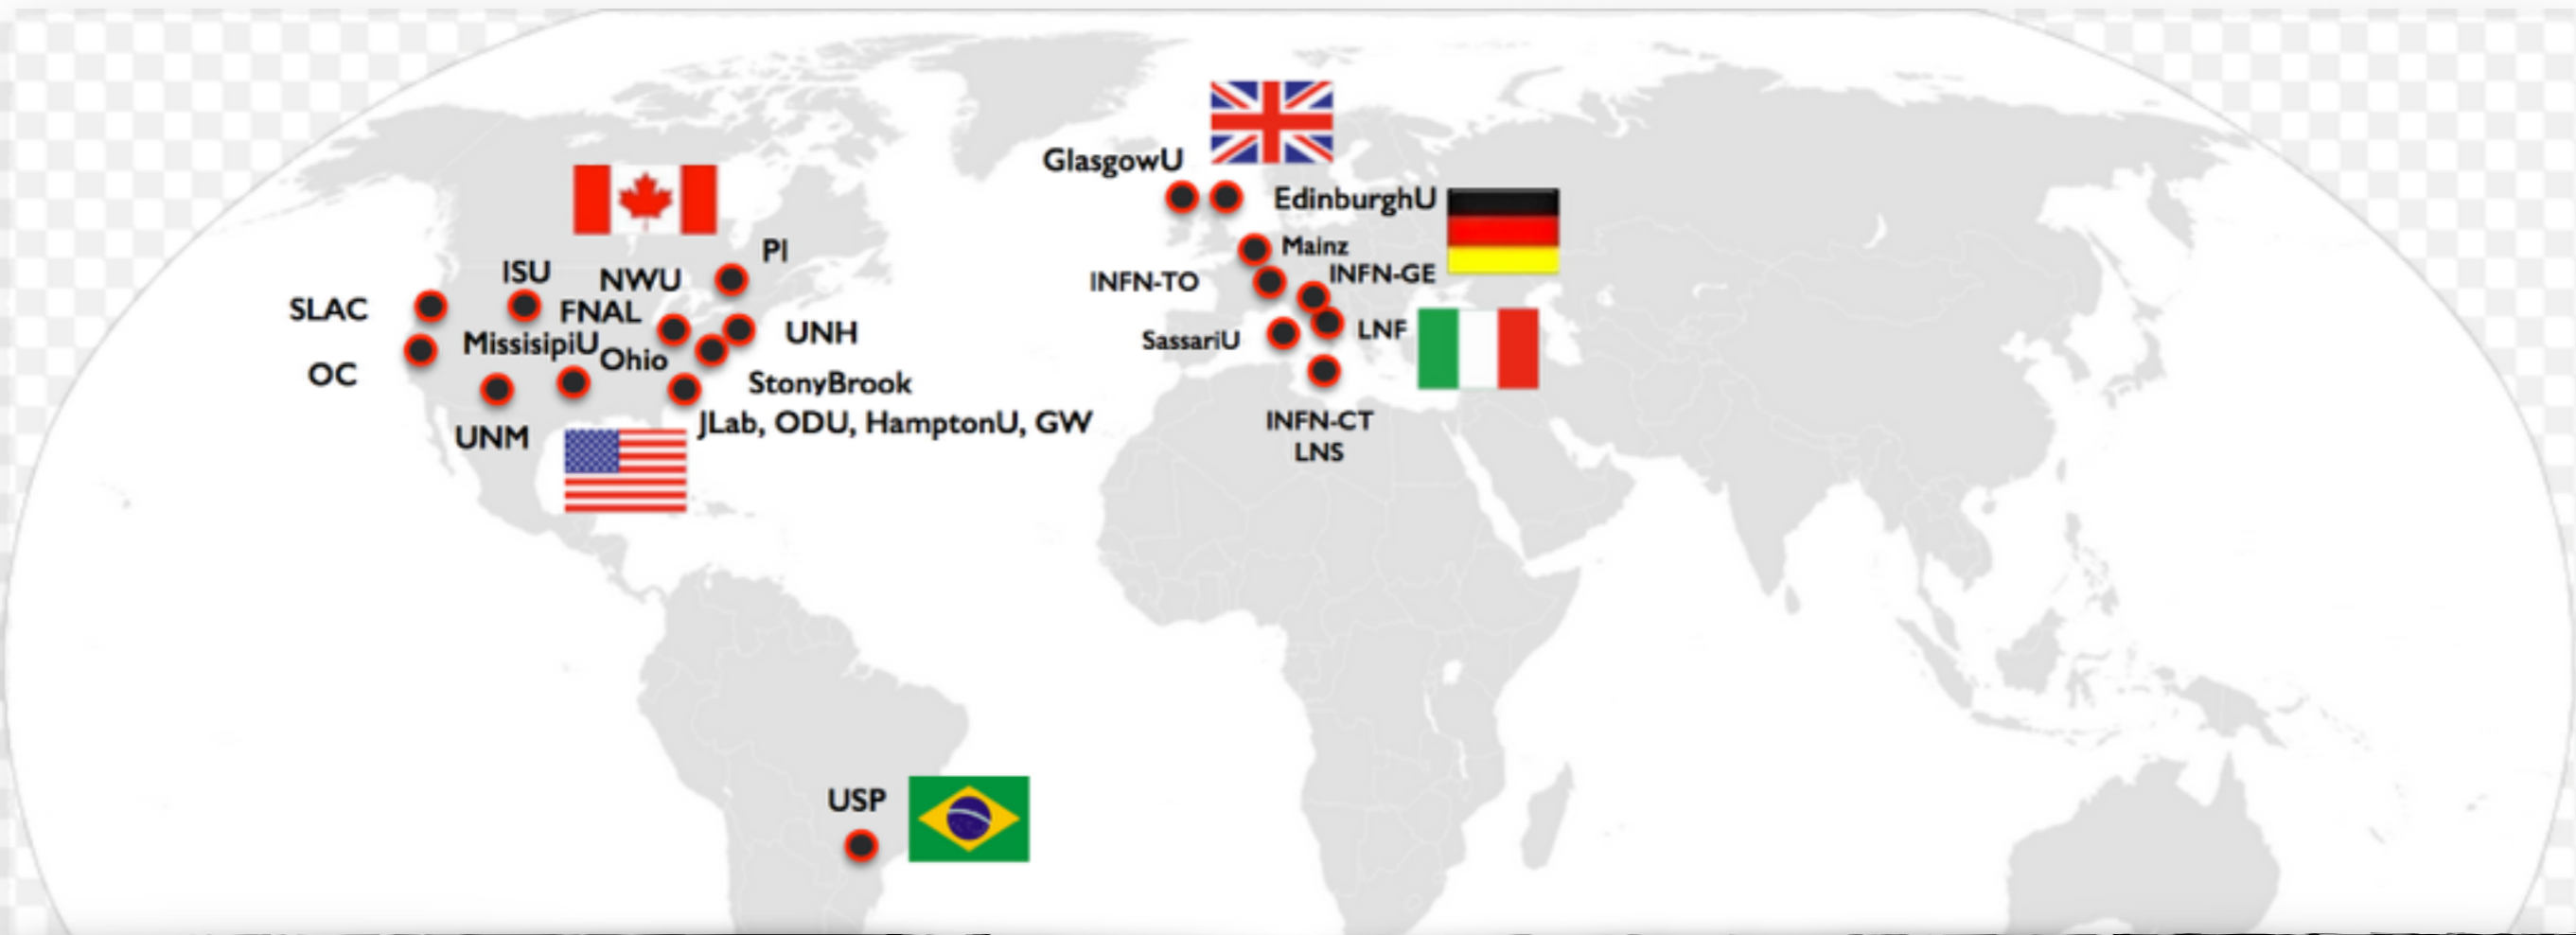 GlasgowU
EdinburghU
PI
Mainz
ISU
NWU
INFN-TO
INFN-GE
SLAC
FNAL
UNH
LNF
MissisipiU
SassariU
Ohio
OC
StonyBrook
JLab, ODU, HamptonU, GW
INFN-CT
LNS
UNM
USP